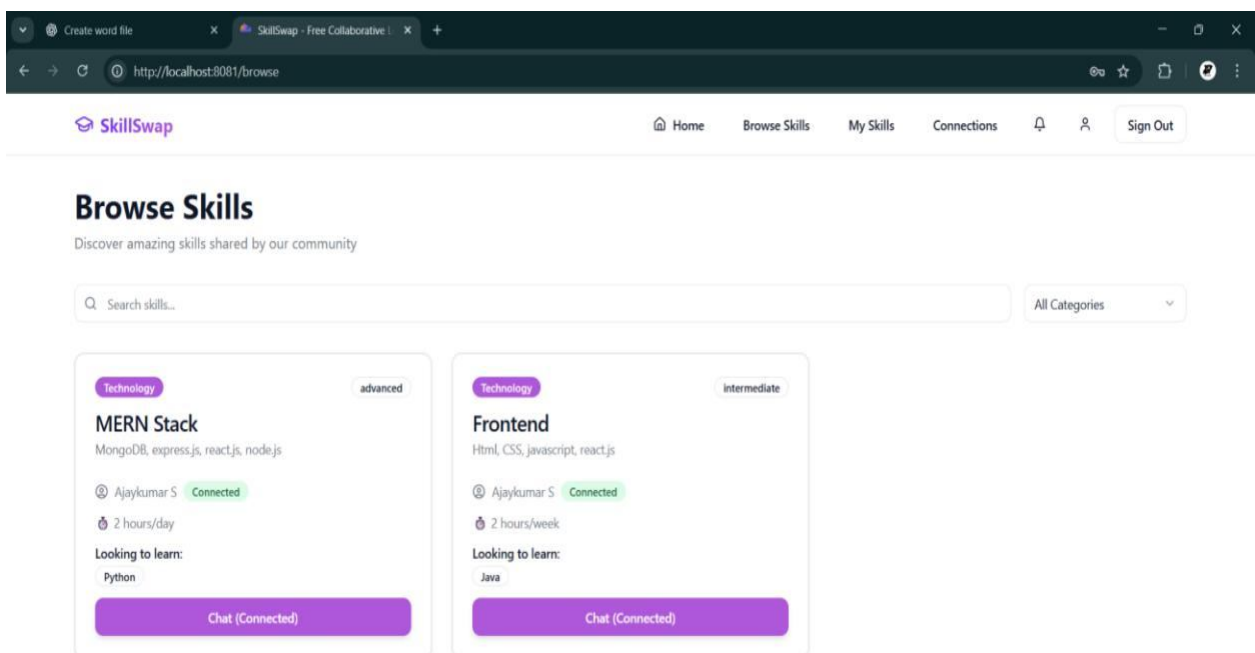 Create word file
SkillSwap - Free Collaborative L
http://localhost:8081/browse
SkillSwap
Home Browse Skills My Skills Connections Sign Out
Browse Skills
Discover amazing skills shared by our community
Search skills...
All Categories
Technology advanced
MERN Stack
MongoDB, express.js, react.js, node.js
Ajaykumar S Connected
2 hours/day
Looking to learn:
Python
Chat (Connected)
Technology intermediate
Frontend
Html, CSS, javascript, react.js
Ajaykumar S Connected
2 hours/week
Looking to learn:
Java
Chat (Connected)